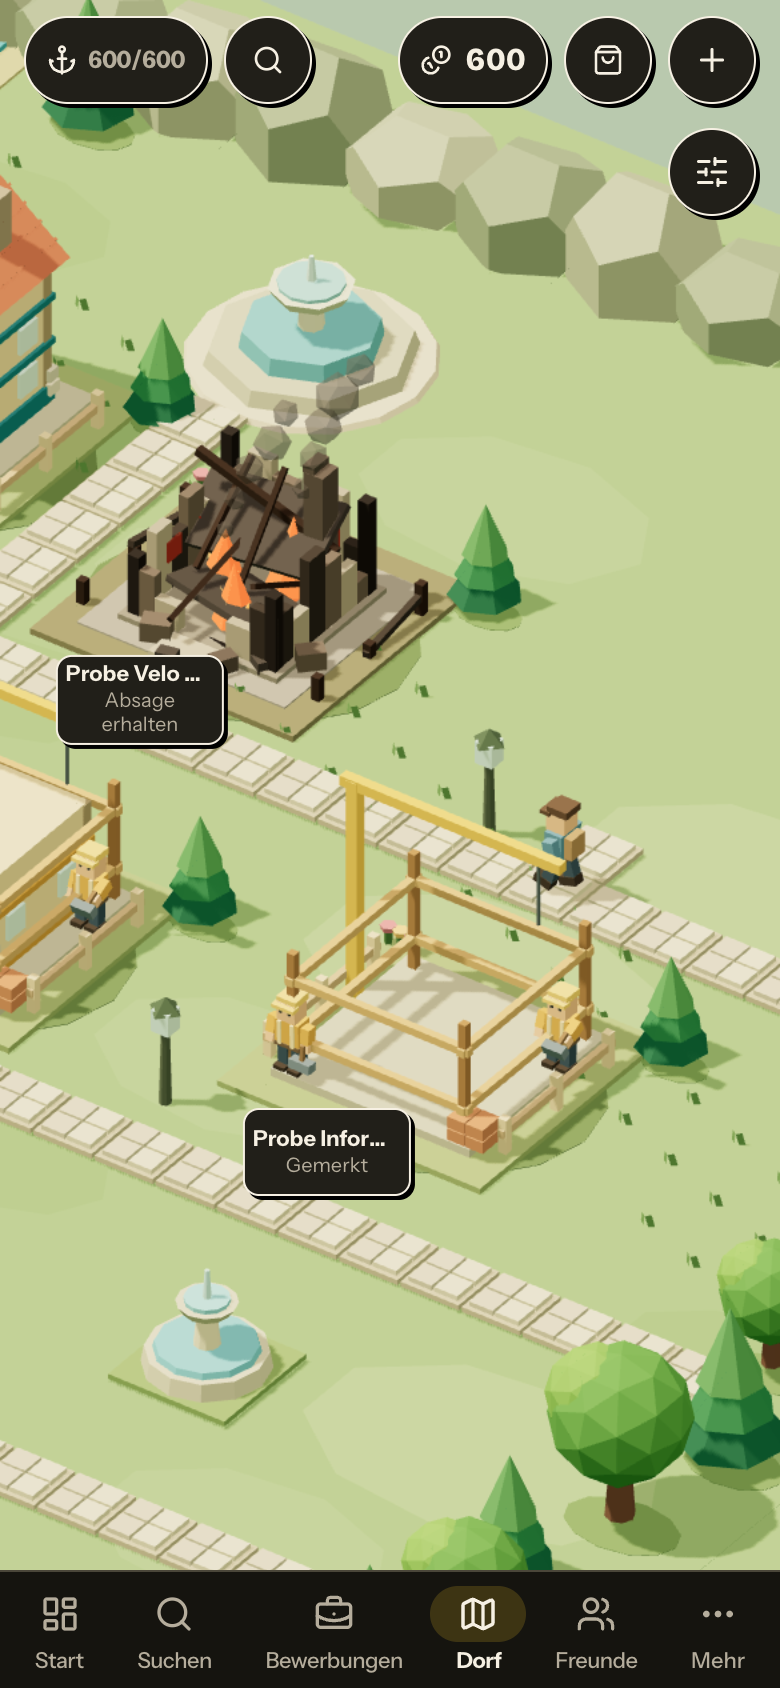 600/600
600
Probe Velo ...
Absage
erhalten
Probe Infor...
Gemerkt
Start
Suchen
Bewerbungen
Dorf
Freunde
Mehr